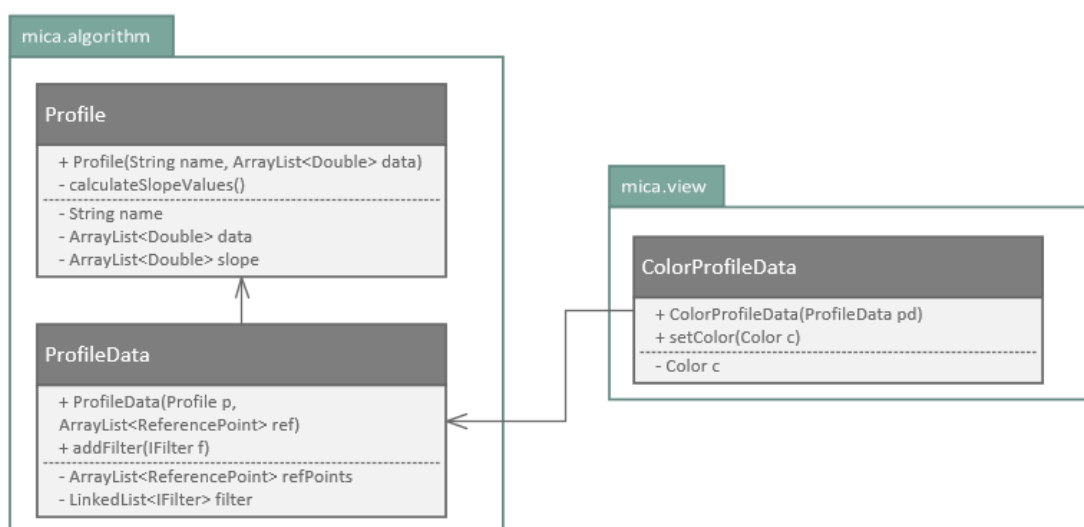 mica.algorithm
Profile
+ Profile(String name, ArrayList<Double> data)
- calculateSlopeValues()
- String name
- ArrayList<Double> data
- ArrayList<Double> slope
ProfileData
+ ProfileData(Profile p,
ArrayList<ReferencePoint> ref)
+ addFilter(IFilter f)
- ArrayList<ReferencePoint> refPoints
- LinkedList<IFilter> filter
mica.view
ColorProfileData
+ ColorProfileData(ProfileData pd)
+ setColor(Color c)
- Color c